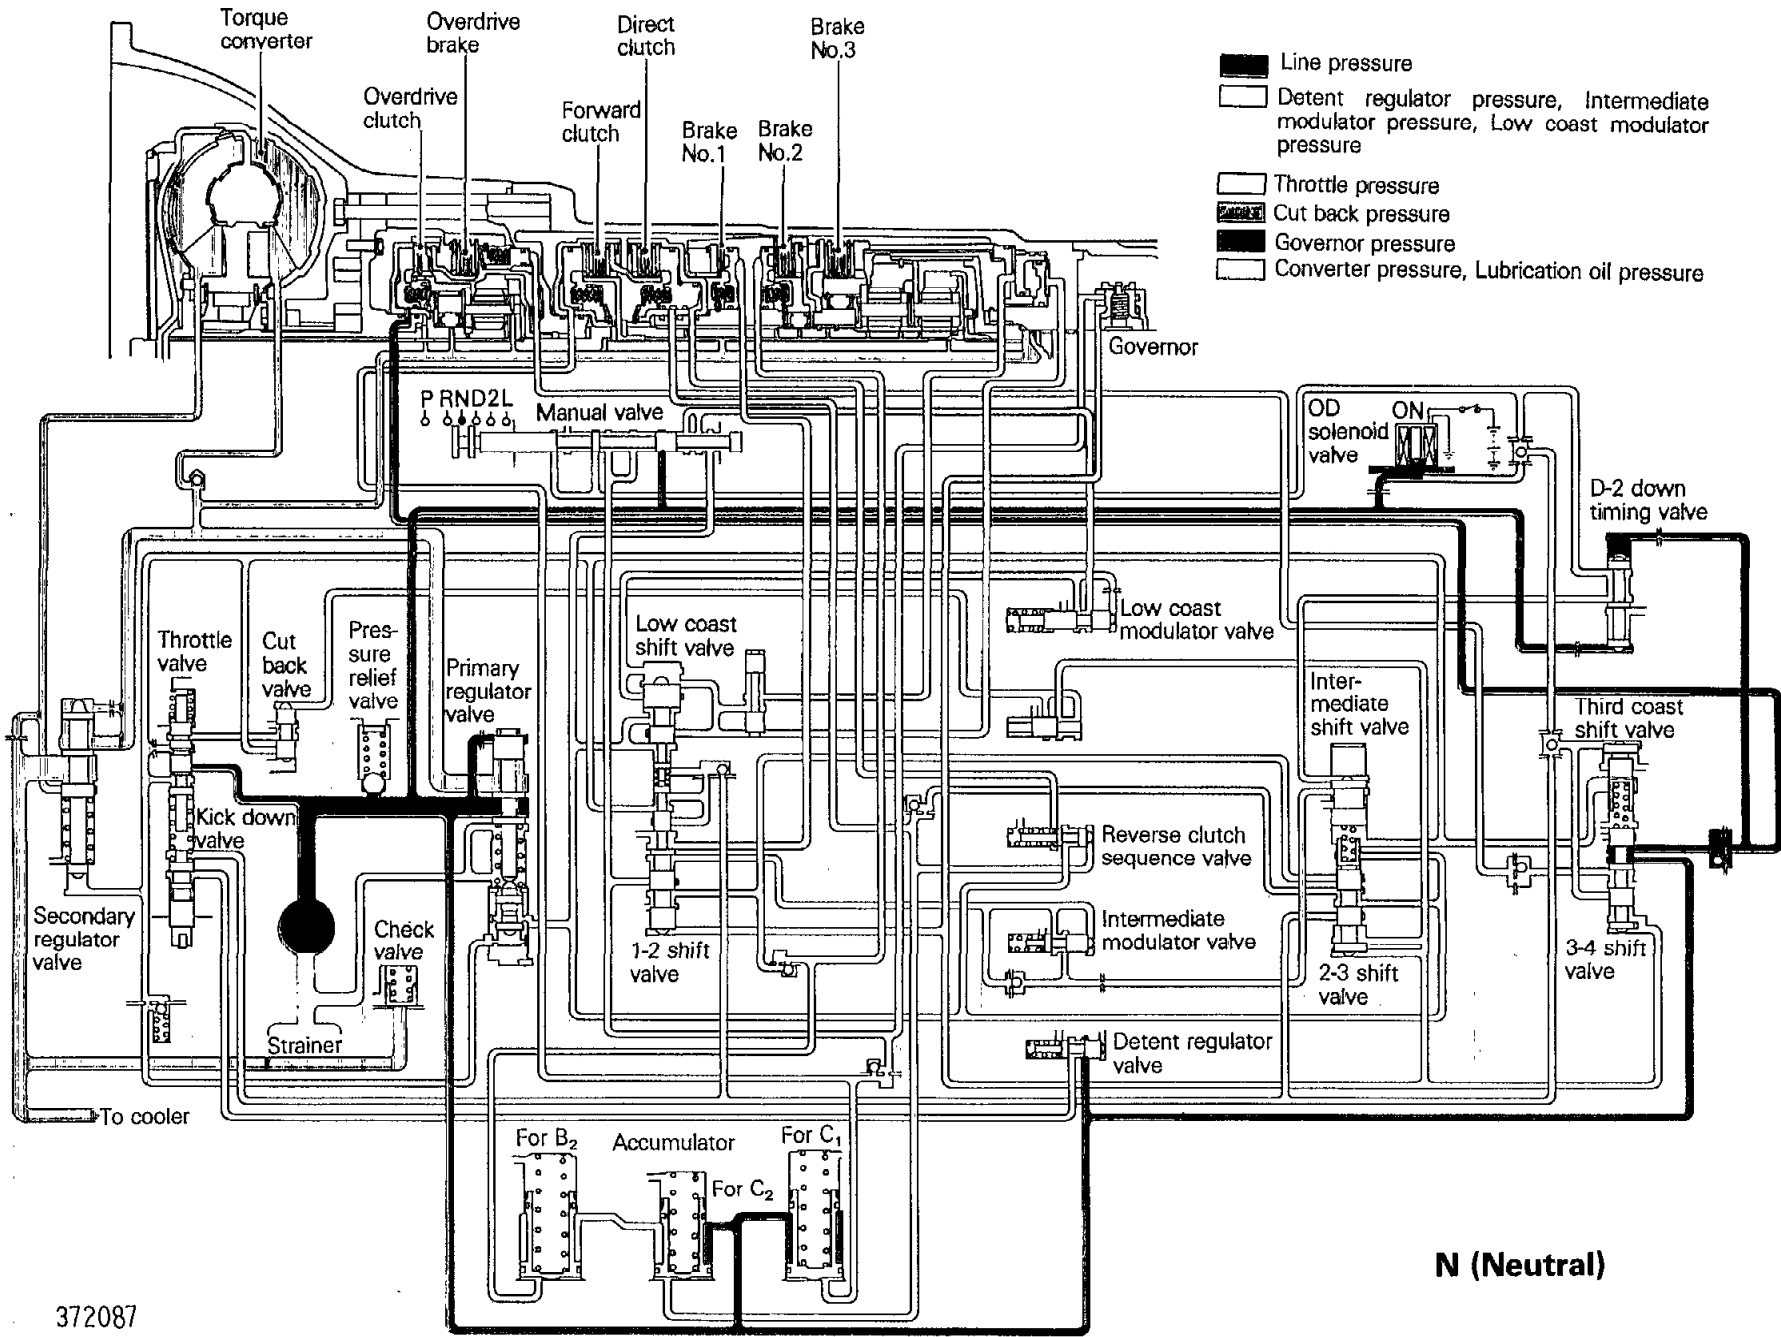 Torque
converter
Overdrive
brake
Direct
clutch
Brake
No.3
Overdrive
clutch
Forward
clutch
Brake
No.1
Brake
No.2
Line pressure
Detent regulator pressure, Intermediate
modulator pressure, Low coast modulator
pressure
Throttle pressure
Cut back pressure
Governor pressure
Converter pressure, Lubrication oil pressure
Governor
P R N D 2 L
Manual valve
OD
solenoid
valve
ON
D-2 down
timing valve
Throttle
valve
Cut
back
valve
Pres-
sure
relief
valve
Primary
regulator
valve
Low coast
shift valve
Low coast
modulator valve
Inter-
mediate
shift valve
Third coast
shift valve
Kick down
valve
Reverse clutch
sequence valve
Secondary
regulator
valve
Check
valve
1-2 shift
valve
Intermediate
modulator valve
2-3 shift
valve
3-4 shift
valve
Strainer
Detent regulator
valve
To cooler
For B2
Accumulator
For C1
For C2
N (Neutral)
372087